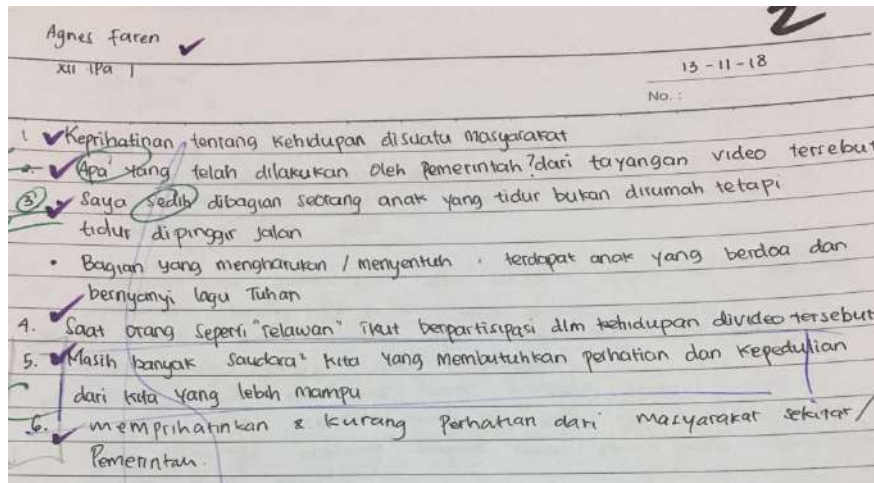 2
Agnes Faren
XII IPA 1
13 - 11 - 18
No. :
1. Keprihatinan tentang kehidupan disuatu masyarakat
2. Apa² yang telah dilakukan oleh Pemerintah? dari tayangan video tersebut
3. Saya sedih dibagian seorang anak yang tidur bukan dirumah tetapi
tidur dipinggir jalan
• Bagian yang mengharukan / menyentuh. terdapat anak yang berdoa dan
bernyanyi lagu Tuhan
4. Saat orang seperti "relawan" ikut berpartisipasi dlm kehidupan divideo tersebut
5. Masih banyak saudara² kita yang membutuhkan perhatian dan kepedulian
dari kita yang lebih mampu
6. memprihatinkan & kurang Perhatian dari masyarakat sekitar /
Pemerintah.